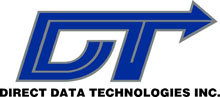 DT
DIRECT DATA TECHNOLOGIES INC.